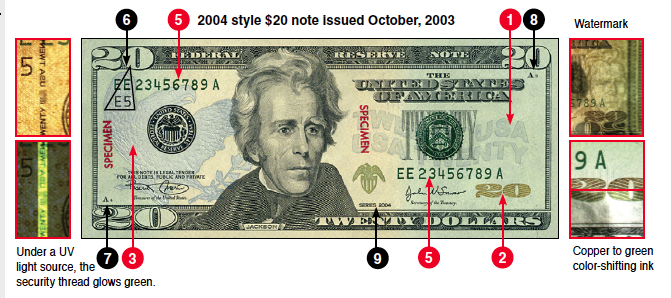 2004 style $20 note issued October, 2003
Watermark
6
5
1
8
20
FEDERAL RESERVE NOTE
20
THE
UNITED STATES
OF AMERICA
EE 23456789 A
E5
SPECIMEN
SPECIMEN
THIS NOTE IS LEGAL TENDER
FOR ALL DEBTS, PUBLIC AND PRIVATE
Treasurer of the United States
EE 23456789 A
Secretary of the Treasury
SERIES 2004
20
JACKSON
20
TWENTY DOLLARS
9 A
7
3
9
5
2
Under a UV
light source, the
security thread glows green.
Copper to green
color-shifting ink